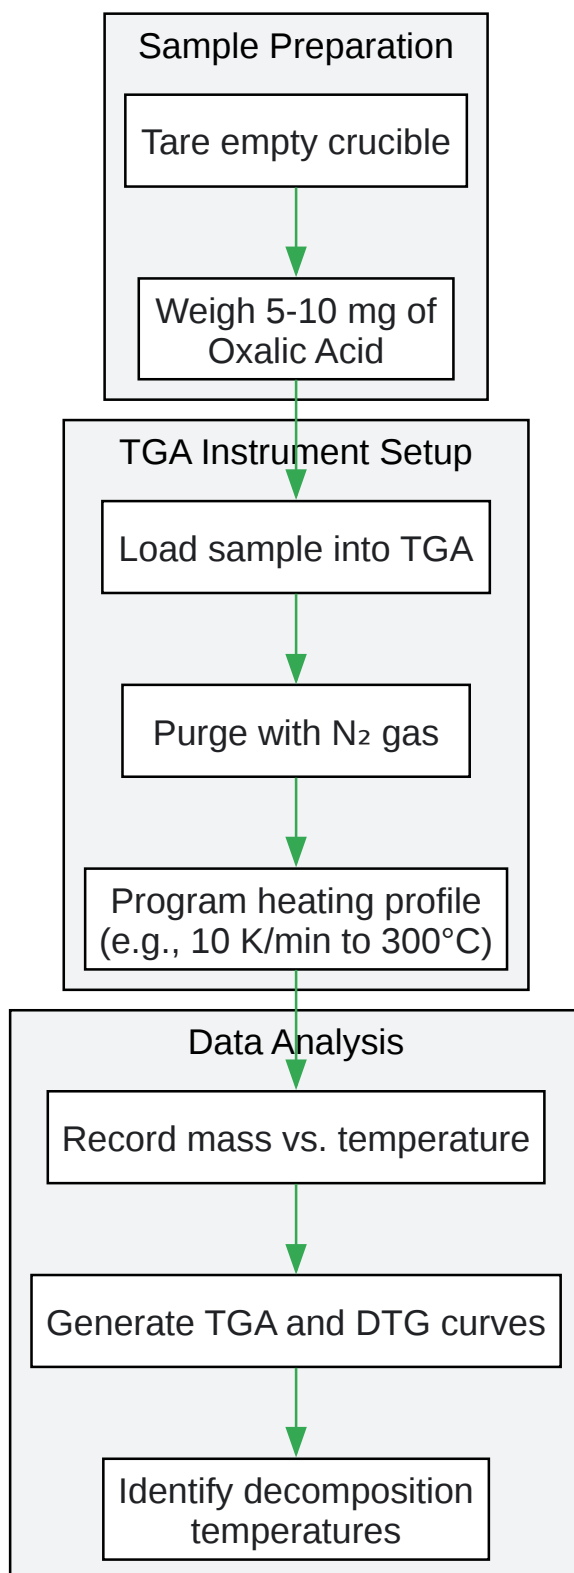 Sample Preparation
Tare empty crucible
Weigh 5-10 mg of
Oxalic Acid
TGA Instrument Setup
Load sample into TGA
Purge with N₂ gas
Program heating profile
(e.g., 10 K/min to 300°C)
Data Analysis
Record mass vs. temperature
Generate TGA and DTG curves
Identify decomposition
temperatures